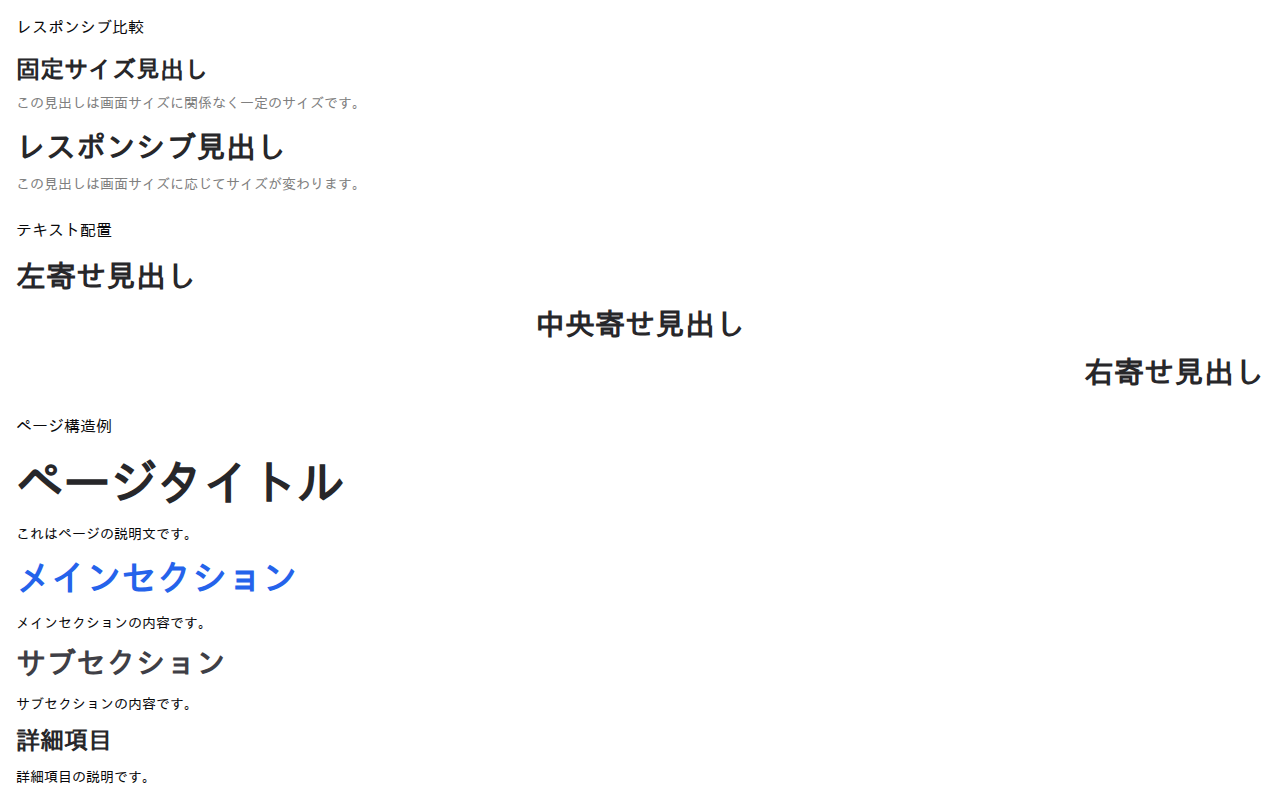 レスポンシブ比較
固定サイズ見出し
この見出しは画面サイズに関係なく一定のサイズです。
レスポンシブ見出し
この見出しは画面サイズに応じてサイズが変わります。
テキスト配置
左寄せ見出し
中央寄せ見出し
右寄せ見出し
ページ構造例
ページタイトル
これはページの説明文です。
メインセクション
メインセクションの内容です。
サブセクション
サブセクションの内容です。
詳細項目
詳細項目の説明です。